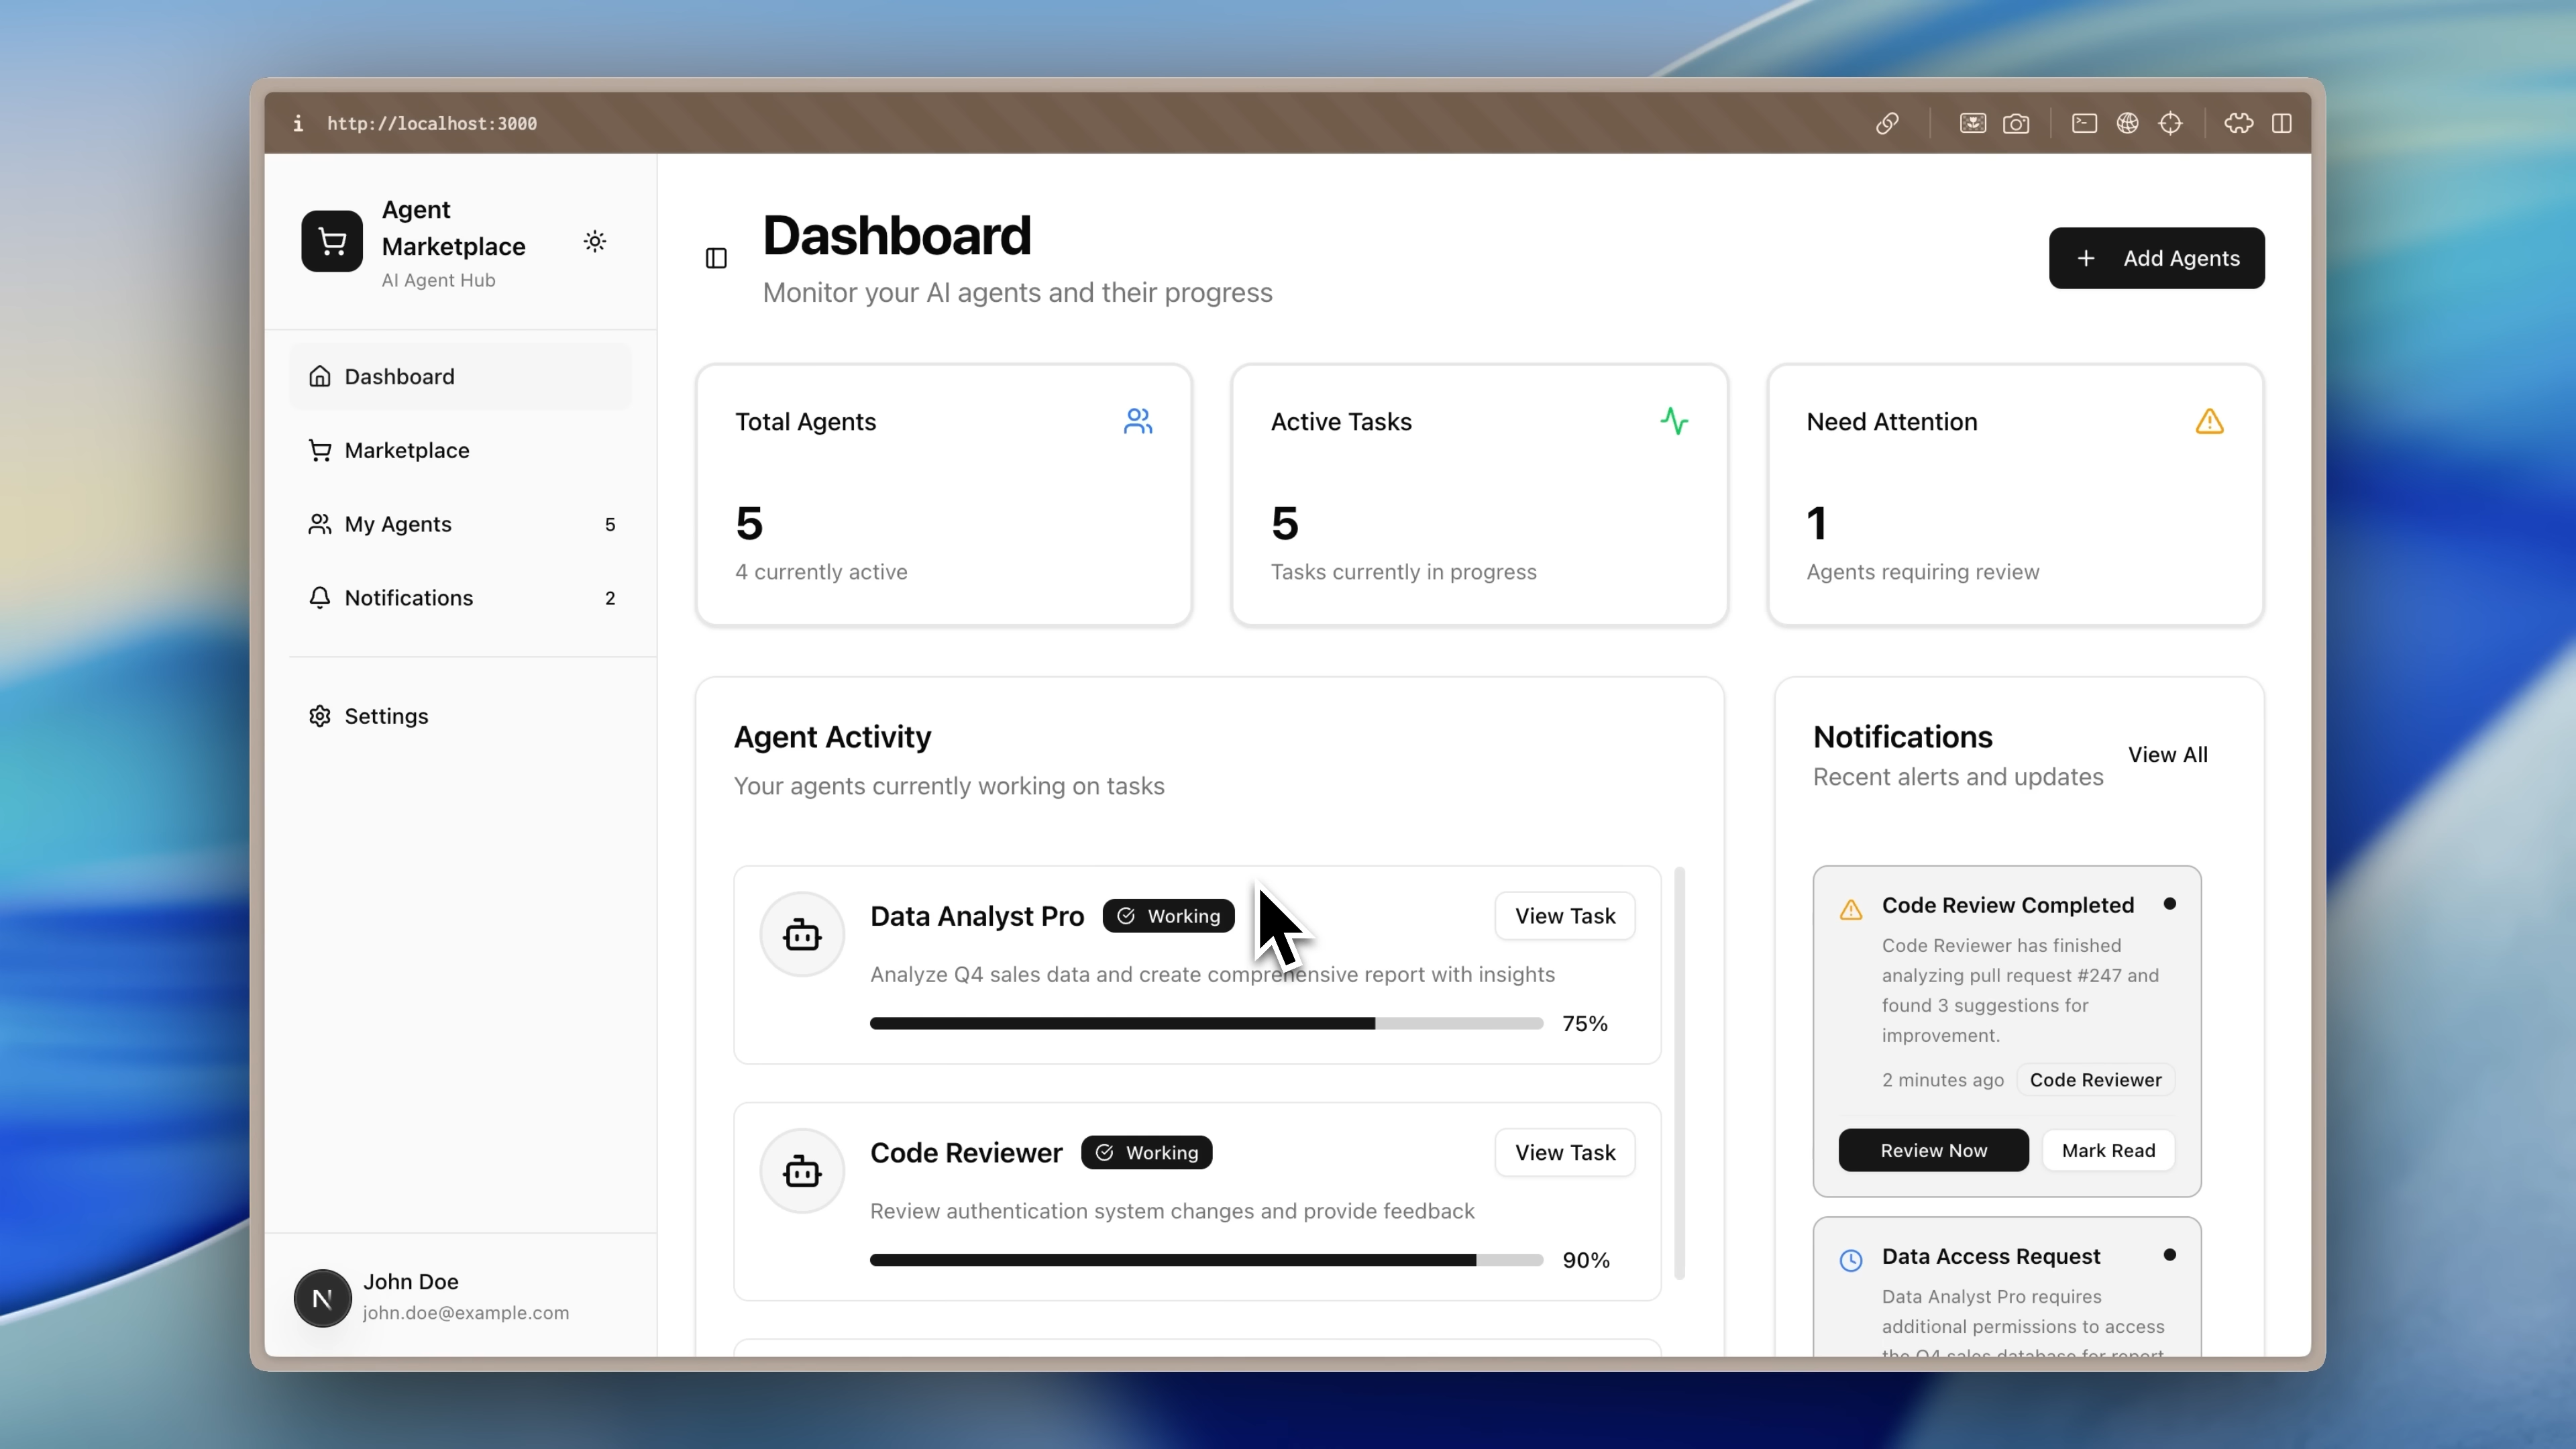 i http://localhost:3000
Agent
Marketplace
AI Agent Hub
Dashboard
Marketplace
My Agents 5
Notifications 2
Settings
N
John Doe
john.doe@example.com
Dashboard
Monitor your AI agents and their progress
+ Add Agents
Total Agents
5
4 currently active
Active Tasks
5
Tasks currently in progress
Need Attention
1
Agents requiring review
Agent Activity
Your agents currently working on tasks
Data Analyst Pro Working View Task
Analyze Q4 sales data and create comprehensive report with insights
75%
Code Reviewer Working View Task
Review authentication system changes and provide feedback
90%
Notifications
Recent alerts and updates
View All
Code Review Completed
Code Reviewer has finished
analyzing pull request #247 and
found 3 suggestions for
improvement.
2 minutes ago Code Reviewer
Review Now Mark Read
Data Access Request
Data Analyst Pro requires
additional permissions to access
the Q4 sales database for report